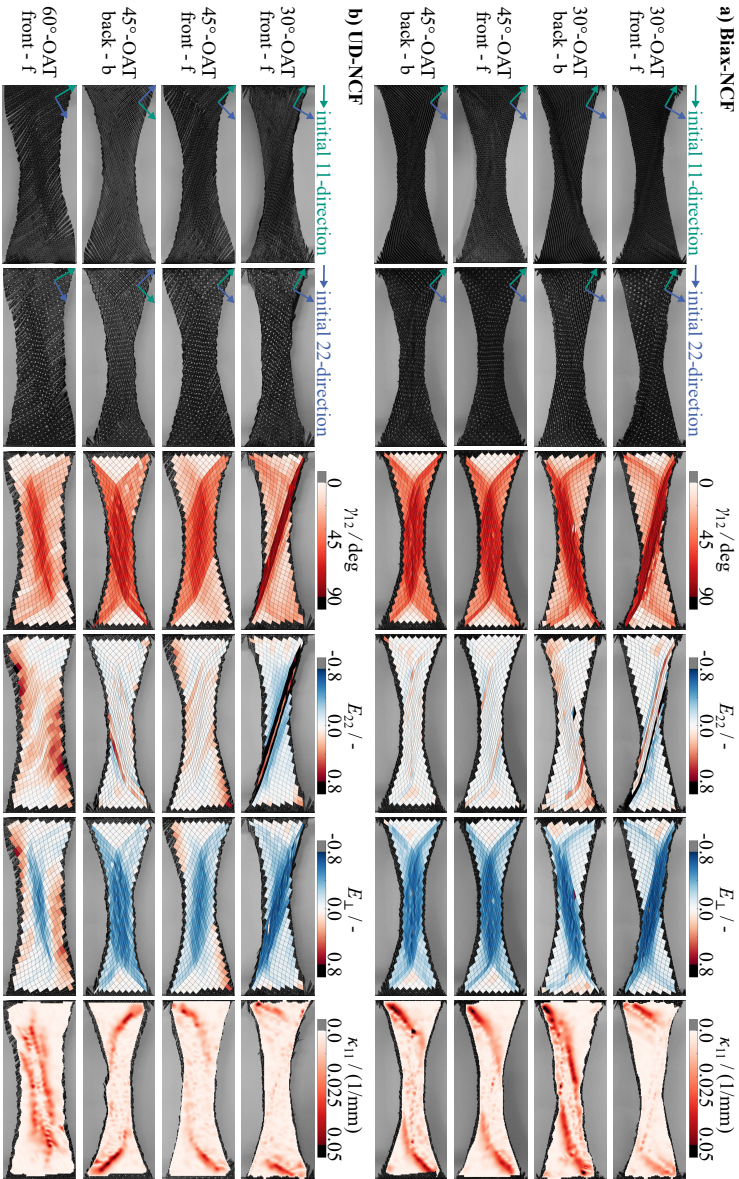 a) Biax-NCF
initial 11-direction
initial 22-direction
γ12 / deg
0 45 90
E22 / -
-0.8 0.0 0.8
E⊥ / -
-0.8 0.0 0.8
κ11 / (1/mm)
0.0 0.025 0.05
30°-OAT
front - f
30°-OAT
back - b
45°-OAT
front - f
45°-OAT
back - b
b) UD-NCF
initial 11-direction
initial 22-direction
γ12 / deg
0 45 90
E22 / -
-0.8 0.0 0.8
E⊥ / -
-0.8 0.0 0.8
κ11 / (1/mm)
0.0 0.025 0.05
30°-OAT
front - f
45°-OAT
front - f
45°-OAT
back - b
60°-OAT
front - f